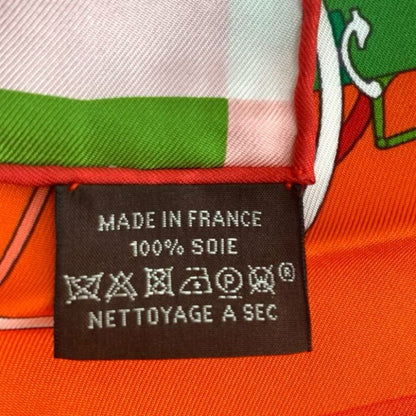 MADE IN FRANCE
100% SOIE
P ®
NETTOYAGE A SEC